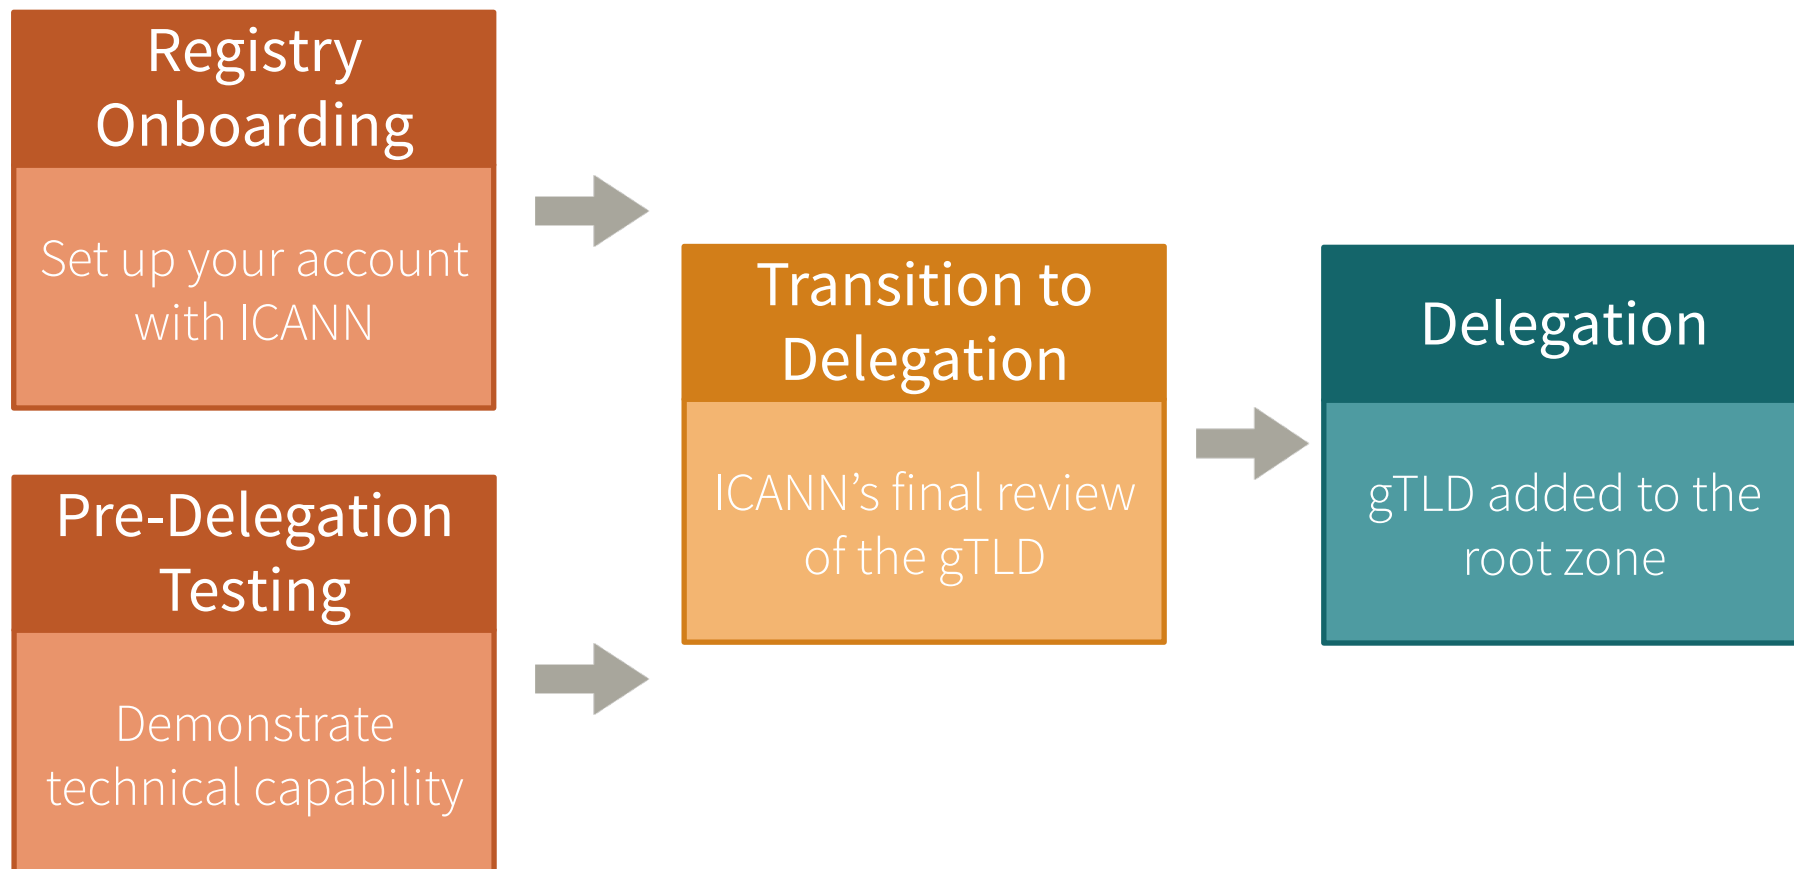 Registry
Onboarding
Set up your account
with ICANN
Pre-Delegation
Testing
Demonstrate
technical capability
Transition to
Delegation
ICANN’s final review
of the gTLD
Delegation
gTLD added to the
root zone